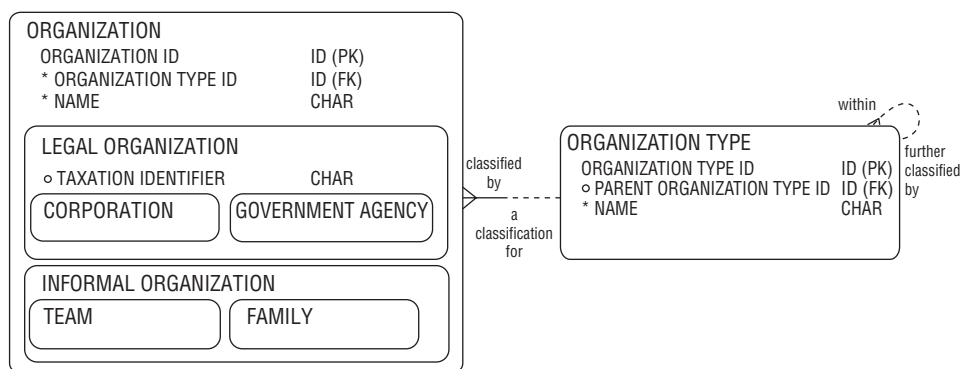 ORGANIZATION
ORGANIZATION ID ID (PK)
* ORGANIZATION TYPE ID ID (FK)
* NAME CHAR
LEGAL ORGANIZATION
o TAXATION IDENTIFIER CHAR
CORPORATION
GOVERNMENT AGENCY
INFORMAL ORGANIZATION
TEAM
FAMILY
classified
by
a
classification
for
within
ORGANIZATION TYPE
ORGANIZATION TYPE ID ID (PK)
o PARENT ORGANIZATION TYPE ID ID (FK)
* NAME CHAR
further
classified
by